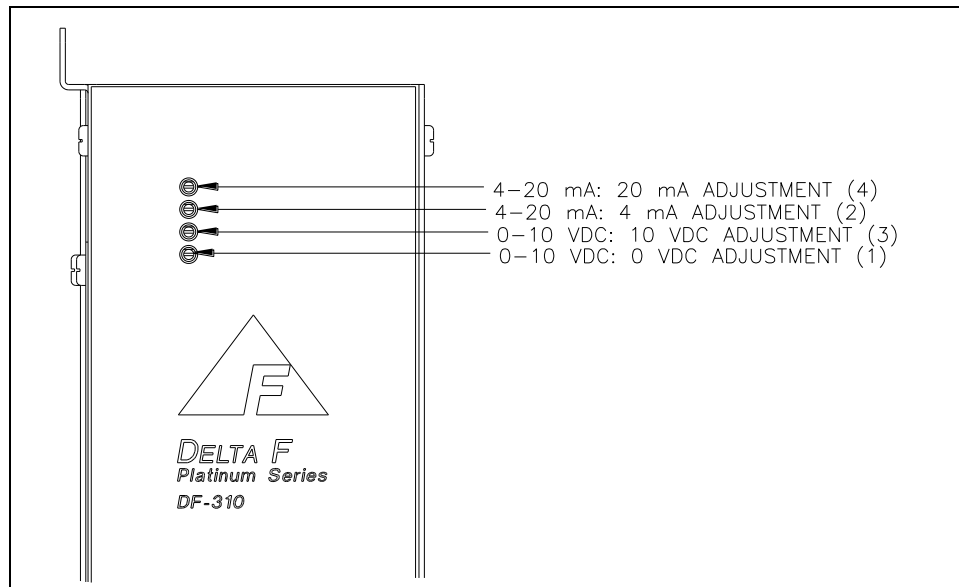 4-20 mA: 20 mA ADJUSTMENT (4)
4-20 mA: 4 mA ADJUSTMENT (2)
0-10 VDC: 10 VDC ADJUSTMENT (3)
0-10 VDC: 0 VDC ADJUSTMENT (1)
F
DELTA F
Platinum Series
DF-310